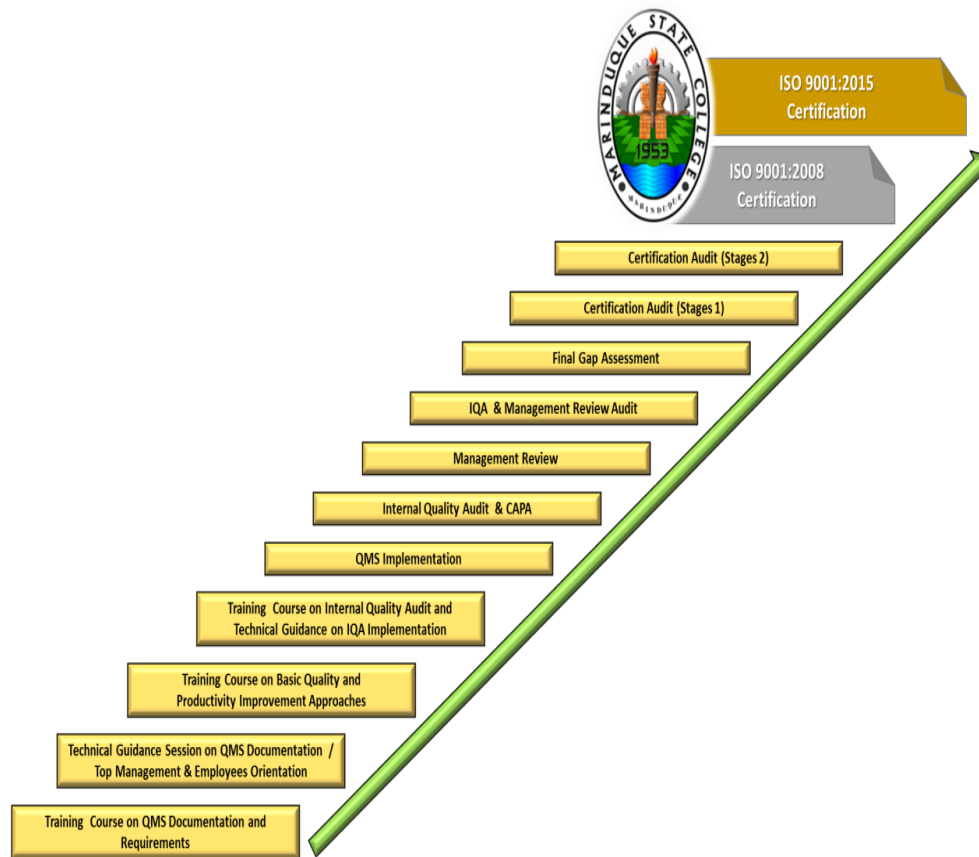 MARINDUQUE STATE COLLEGE
1953
MARINDUQUE
ISO 9001:2015
Certification
ISO 9001:2008
Certification
Certification Audit (Stages 2)
Certification Audit (Stages 1)
Final Gap Assessment
IQA & Management Review Audit
Management Review
Internal Quality Audit & CAPA
QMS Implementation
Training Course on Internal Quality Audit and
Technical Guidance on IQA Implementation
Training Course on Basic Quality and
Productivity Improvement Approaches
Technical Guidance Session on QMS Documentation /
Top Management & Employees Orientation
Training Course on QMS Documentation and
Requirements